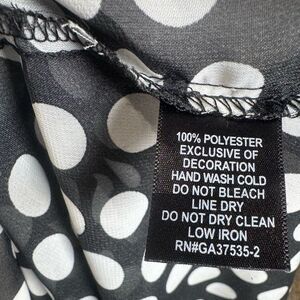 100% POLYESTER
EXCLUSIVE OF
DECORATION
HAND WASH COLD
DO NOT BLEACH
LINE DRY
DO NOT DRY CLEAN
LOW IRON
RN#GA37535-2